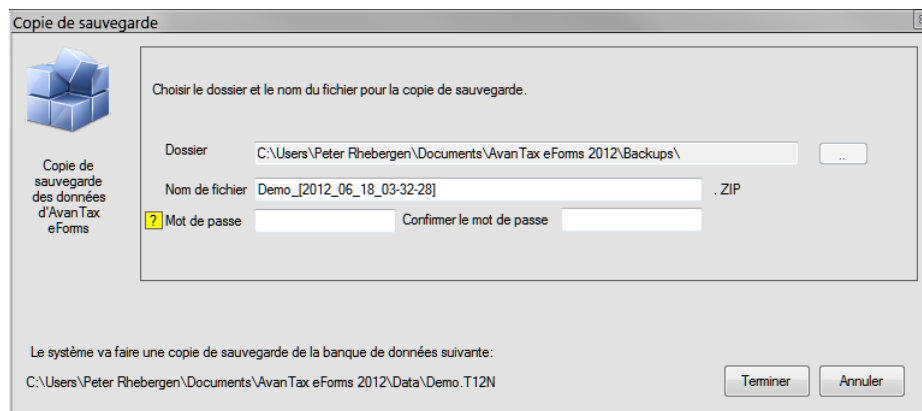 Copie de sauvegarde
Choisir le dossier et le nom du fichier pour la copie de sauvegarde.
Copie de
sauvegarde
des données
d'AvanTax
eForms
Dossier
C:\Users\Peter Rhebergen\Documents\AvanTax eForms 2012\Backups\
..
Nom de fichier Demo_[2012_06_18_03-32-28] . ZIP
? Mot de passe Confirmer le mot de passe
Le système va faire une copie de sauvegarde de la banque de données suivante:
C:\Users\Peter Rhebergen\Documents\AvanTax eForms 2012\Data\Demo.T12N
Terminer Annuler